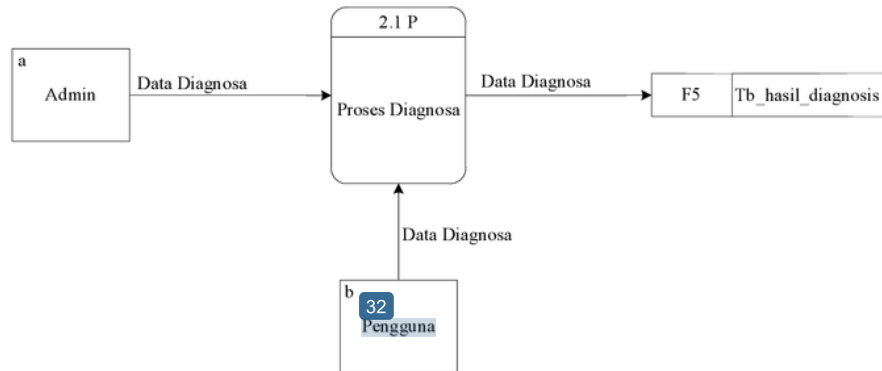 2.1 P
a
Admin
Data Diagnosa
Proses Diagnosa
Data Diagnosa
F5
Tb_hasil_diagnosis
Data Diagnosa
b
32
Pengguna